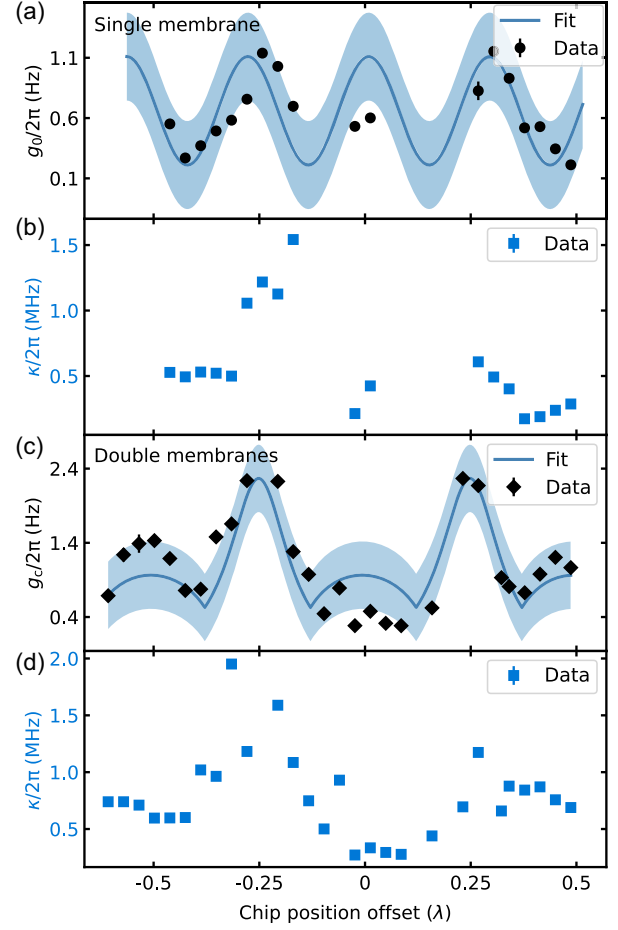 (a)
Single membrane
Fit
Data
1.1
0.6
0.1
g₀/2π (Hz)
(b)
Data
1.5
1.0
0.5
κ/2π (MHz)
(c)
Double membranes
Fit
Data
2.4
1.4
0.4
g_c/2π (Hz)
(d)
Data
2.0
1.5
1.0
0.5
κ/2π (MHz)
-0.5 -0.25 0 0.25 0.5
Chip position offset (λ)